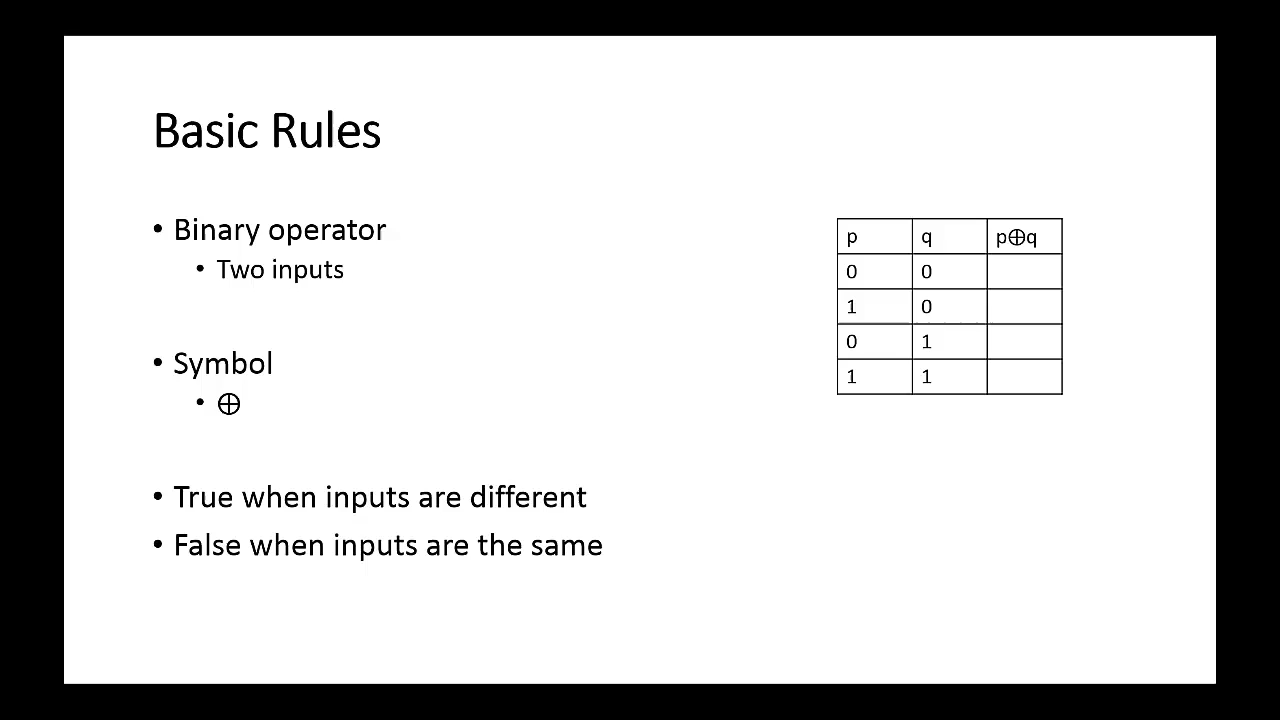 Basic Rules
• Binary operator
• Two inputs
• Symbol
• ⊕
• True when inputs are different
• False when inputs are the same
p q p⊕q
0 0
1 0
0 1
1 1